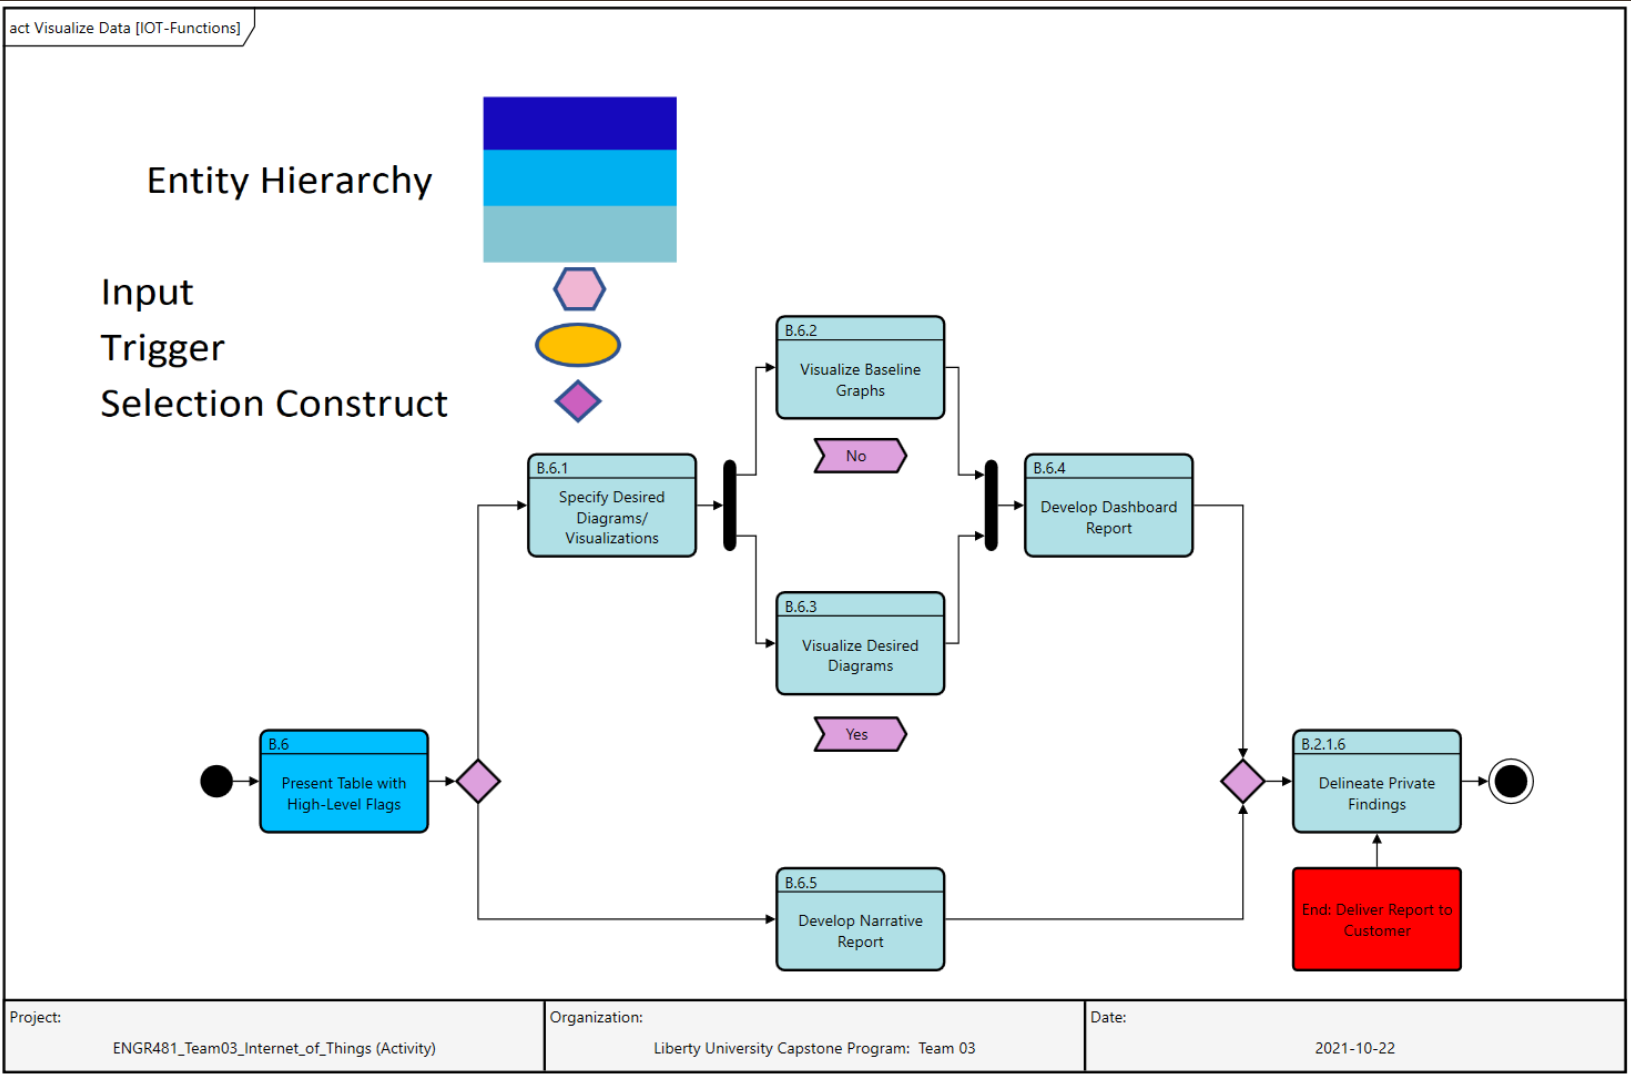 act Visualize Data [IOT-Functions]
Entity Hierarchy
Input
Trigger
Selection Construct
B.6.2
Visualize Baseline
Graphs
No
B.6.1
Specify Desired
Diagrams/
Visualizations
B.6.4
Develop Dashboard
Report
B.6.3
Visualize Desired
Diagrams
Yes
B.6
Present Table with
High-Level Flags
B.2.1.6
Delineate Private
Findings
B.6.5
Develop Narrative
Report
End: Deliver Report to
Customer
Project:
ENGR481_Team03_Internet_of_Things (Activity)
Organization:
Liberty University Capstone Program:  Team 03
Date:
2021-10-22